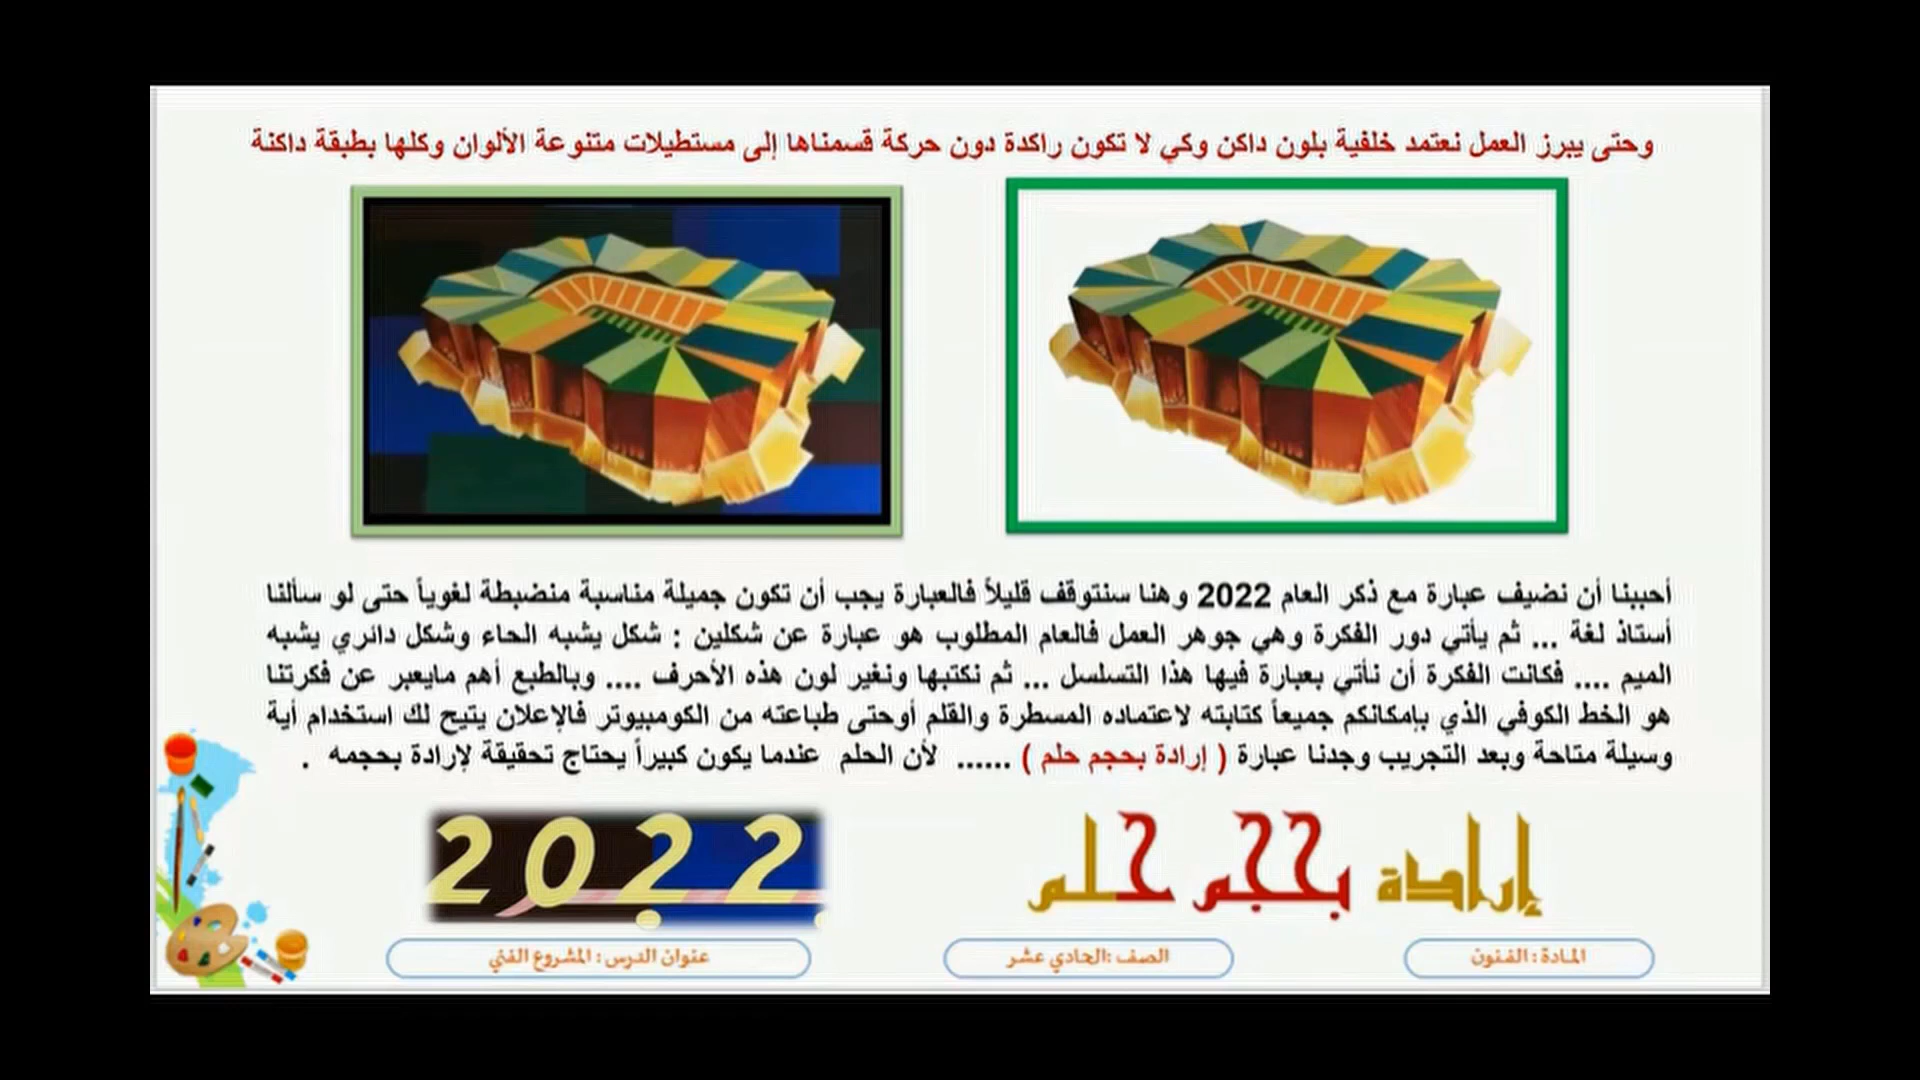 وحتى يبرز العمل نعتمد خلفية بلون داكن وكي لا تكون راكدة دون حركة قسمناها إلى مستطيلات متنوعة الألوان وكلها بطبقة داكنة
أحببنا أن نضيف عبارة مع ذكر العام 2022 وهنا سنتوقف قليلاً فالعبارة يجب أن تكون جميلة مناسبة منضبطة لغوياً حتى لو سألنا
أستاذ لغة ... ثم يأتي دور الفكرة وهي جوهر العمل فالعام المطلوب هو عبارة عن شكلين : شكل يشبه الحاء وشكل دائري يشبه
الميم .... فكانت الفكرة أن نأتي بعبارة فيها هذا التسلسل ... ثم نكتبها ونغير لون هذه الأحرف .... وبالطبع أهم مايعبر عن فكرتنا
هو الخط الكوفي الذي بإمكانكم جميعاً كتابته لاعتماده المسطرة والقلم أوحتى طباعته من الكومبيوتر فالإعلان يتيح لك استخدام أية
وسيلة متاحة وبعد التجريب وجدنا عبارة ( إرادة بحجم حلم ) ...... لأن الحلم عندما يكون كبيراً يحتاج تحقيقة لإرادة بحجمه .
إرادة بحجم حلم
2022
المادة : الفنون
الصف :الحادي عشر
عنوان الدرس : المشروع الفني